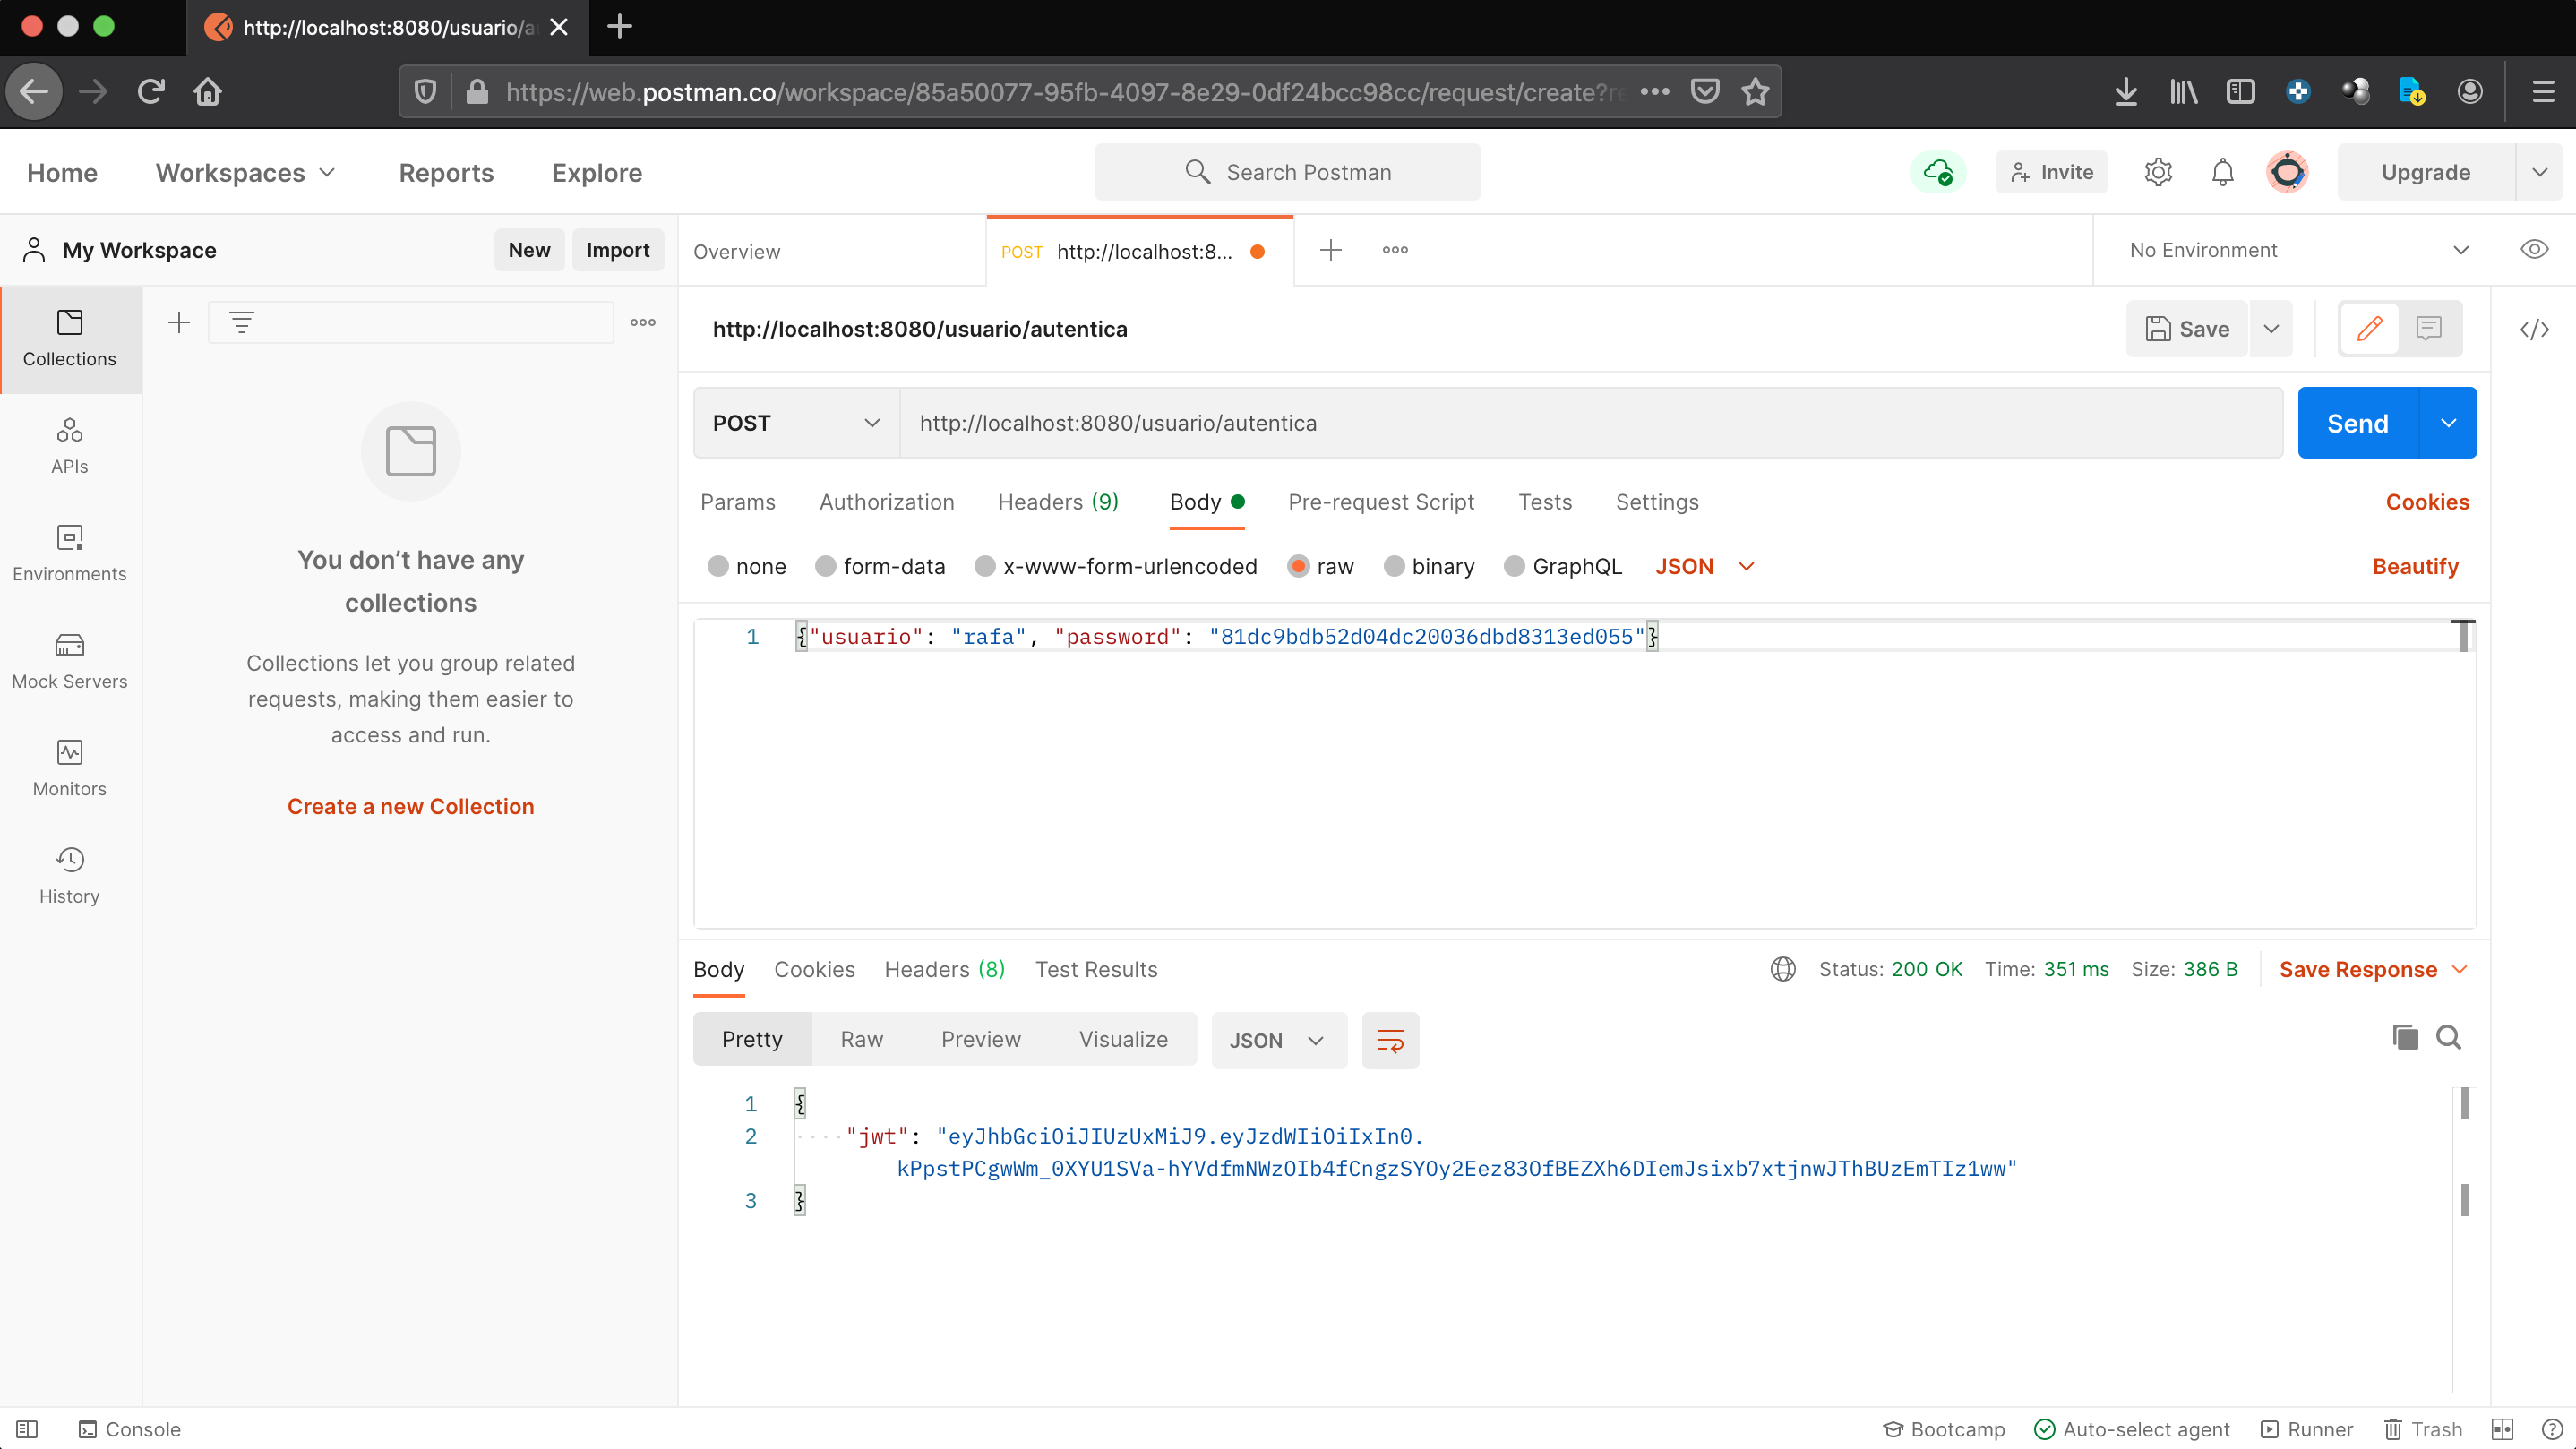 http://localhost:8080/usuario/a
https://web.postman.co/workspace/85a50077-95fb-4097-8e29-0df24bcc98cc/request/create?re
Home
Workspaces
Reports
Explore
Search Postman
Invite
Upgrade
My Workspace
New
Import
Overview
POST http://localhost:8...
No Environment
Collections
APIs
Environments
Mock Servers
Monitors
History
You don’t have any
collections
Collections let you group related
requests, making them easier to
access and run.
Create a new Collection
http://localhost:8080/usuario/autentica
Save
POST
http://localhost:8080/usuario/autentica
Send
Params
Authorization
Headers (9)
Body
Pre-request Script
Tests
Settings
Cookies
none
form-data
x-www-form-urlencoded
raw
binary
GraphQL
JSON
Beautify
1 {"usuario": "rafa", "password": "81dc9bdb52d04dc20036dbd8313ed055"}
Body
Cookies
Headers (8)
Test Results
Status: 200 OK
Time: 351 ms
Size: 386 B
Save Response
Pretty
Raw
Preview
Visualize
JSON
1 {
2 "jwt": "eyJhbGciOiJIUzUxMiJ9.eyJzdWIiOiIxIn0.
kPpstPCgwWm_0XYU1SVa-hYVdfmNWzOIb4fCngzSYOy2Eez83OfBEZXh6DIemJsixb7xtjnwJThBUzEmTIz1ww"
3 }
Console
Bootcamp
Auto-select agent
Runner
Trash